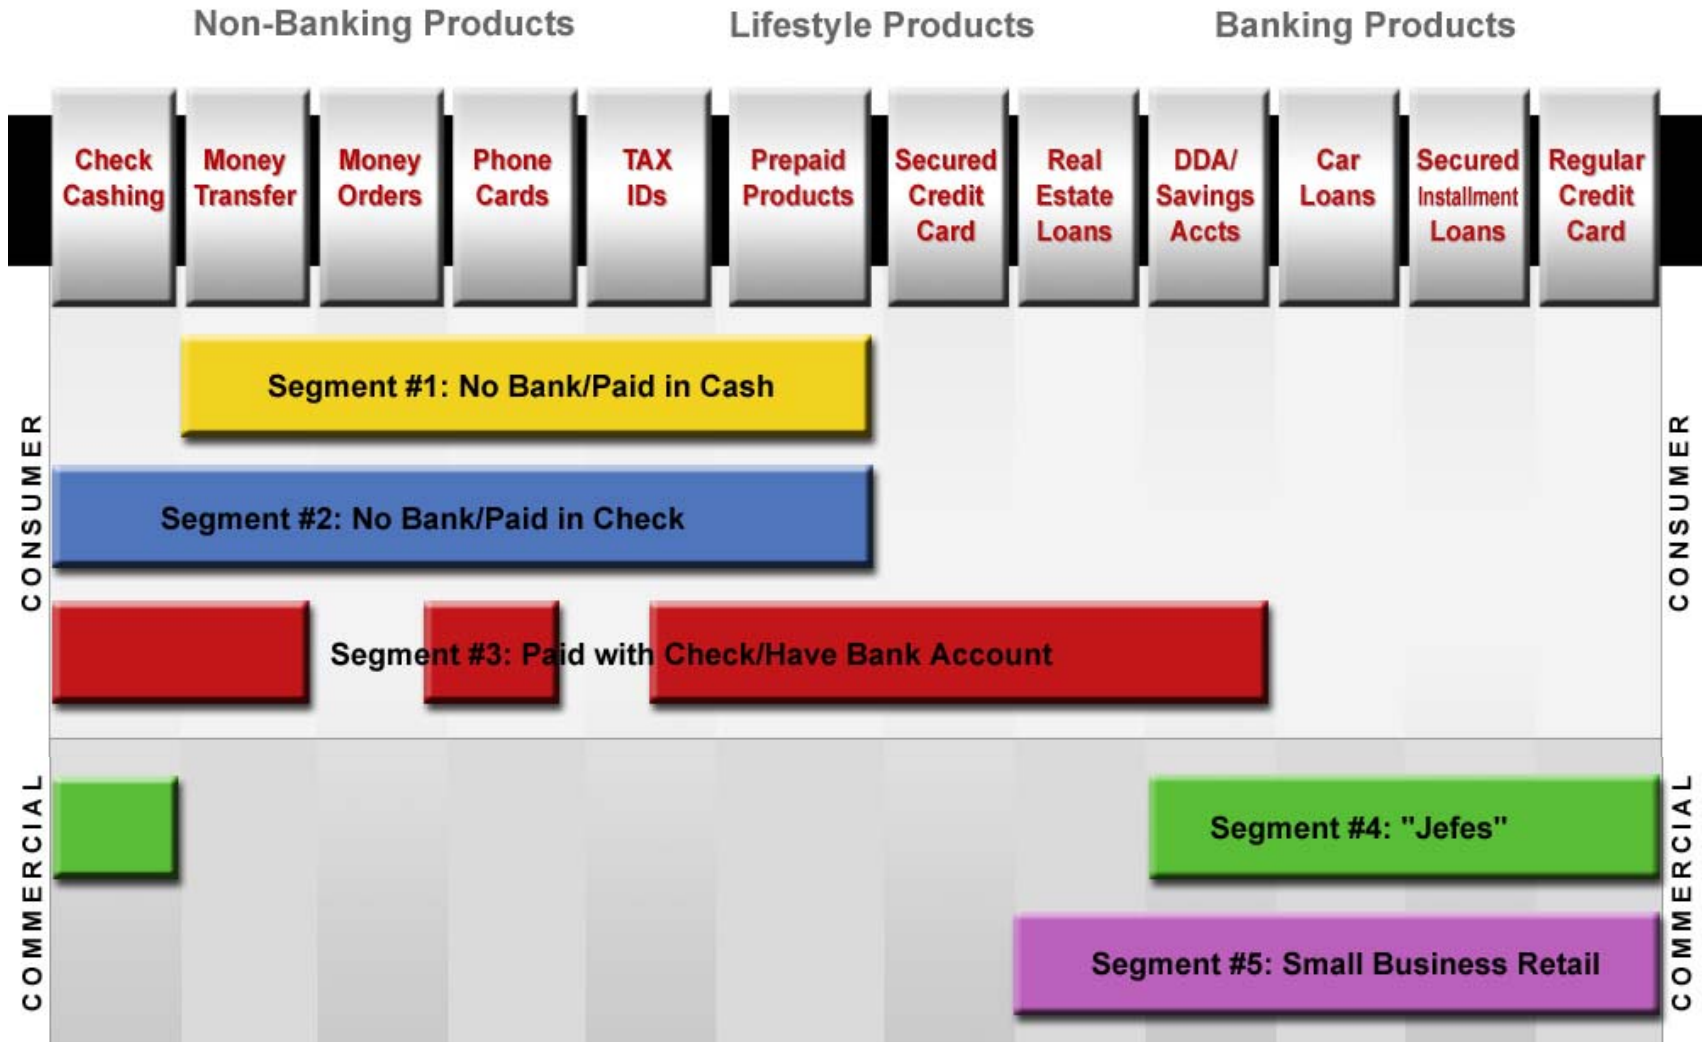 Non-Banking Products
Lifestyle Products
Banking Products
Check
Cashing
Money
Transfer
Money
Orders
Phone
Cards
TAX
IDs
Prepaid
Products
Secured
Credit
Card
Real
Estate
Loans
DDA/
Savings
Accts
Car
Loans
Secured
Installment
Loans
Regular
Credit
Card
CONSUMER
Segment #1: No Bank/Paid in Cash
Segment #2: No Bank/Paid in Check
Segment #3: Paid with Check/Have Bank Account
CONSUMER
COMMERCIAL
Segment #4: "Jefes"
Segment #5: Small Business Retail
COMMERCIAL